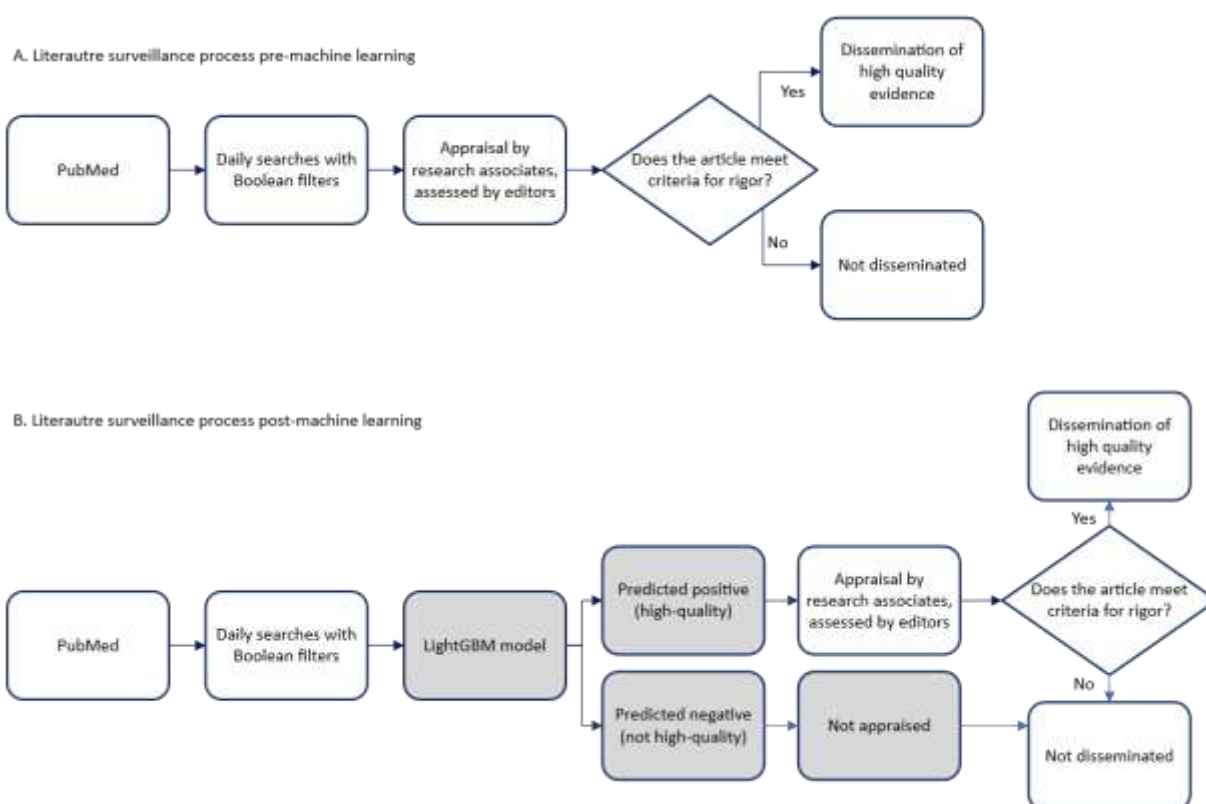 A. Literautre surveillance process pre-machine learning
PubMed
Daily searches with
Boolean filters
Appraisal by
research associates,
assessed by editors
Does the article meet
criteria for rigor?
Yes
Dissemination of
high quality
evidence
No
Not disseminated
B. Literautre surveillance process post-machine learning
PubMed
Daily searches with
Boolean filters
LightGBM model
Predicted positive
(high-quality)
Appraisal by
research associates,
assessed by editors
Does the article meet
criteria for rigor?
Yes
Dissemination of
high quality
evidence
No
Predicted negative
(not high-quality)
Not appraised
Not disseminated